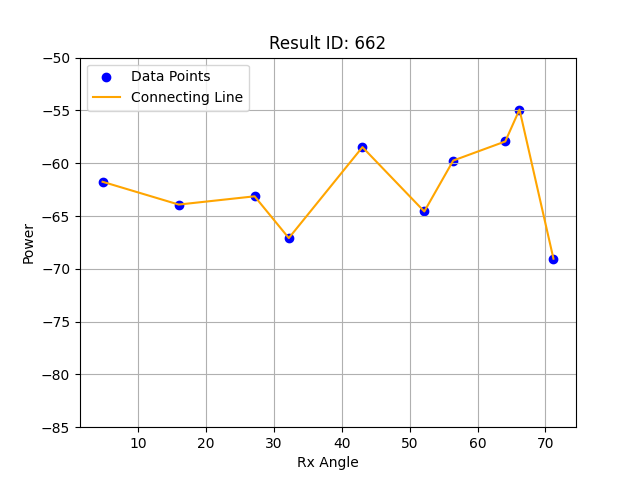 Result ID: 662
Data Points
Connecting Line
Power
−50
−55
−60
−65
−70
−75
−80
−85
10 20 30 40 50 60 70
Rx Angle